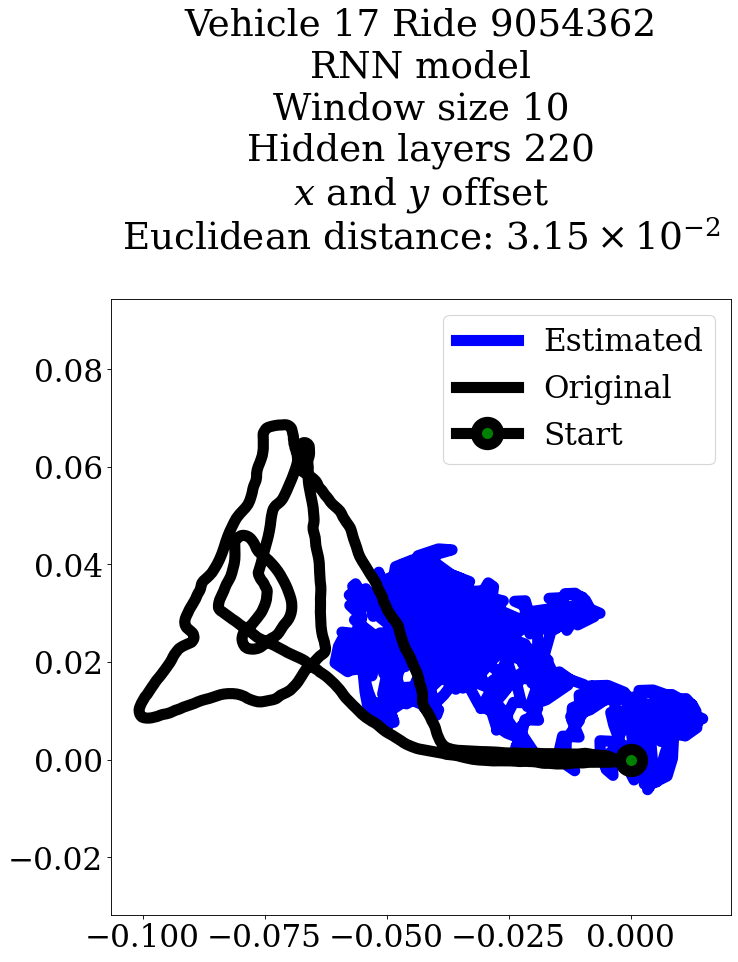 Vehicle 17 Ride 9054362
RNN model
Window size 10
Hidden layers 220
x and y offset
Euclidean distance: 3.15 × 10⁻²
Estimated
Original
Start
0.08
0.06
0.04
0.02
0.00
−0.02
−0.100 −0.075 −0.050 −0.025 0.000